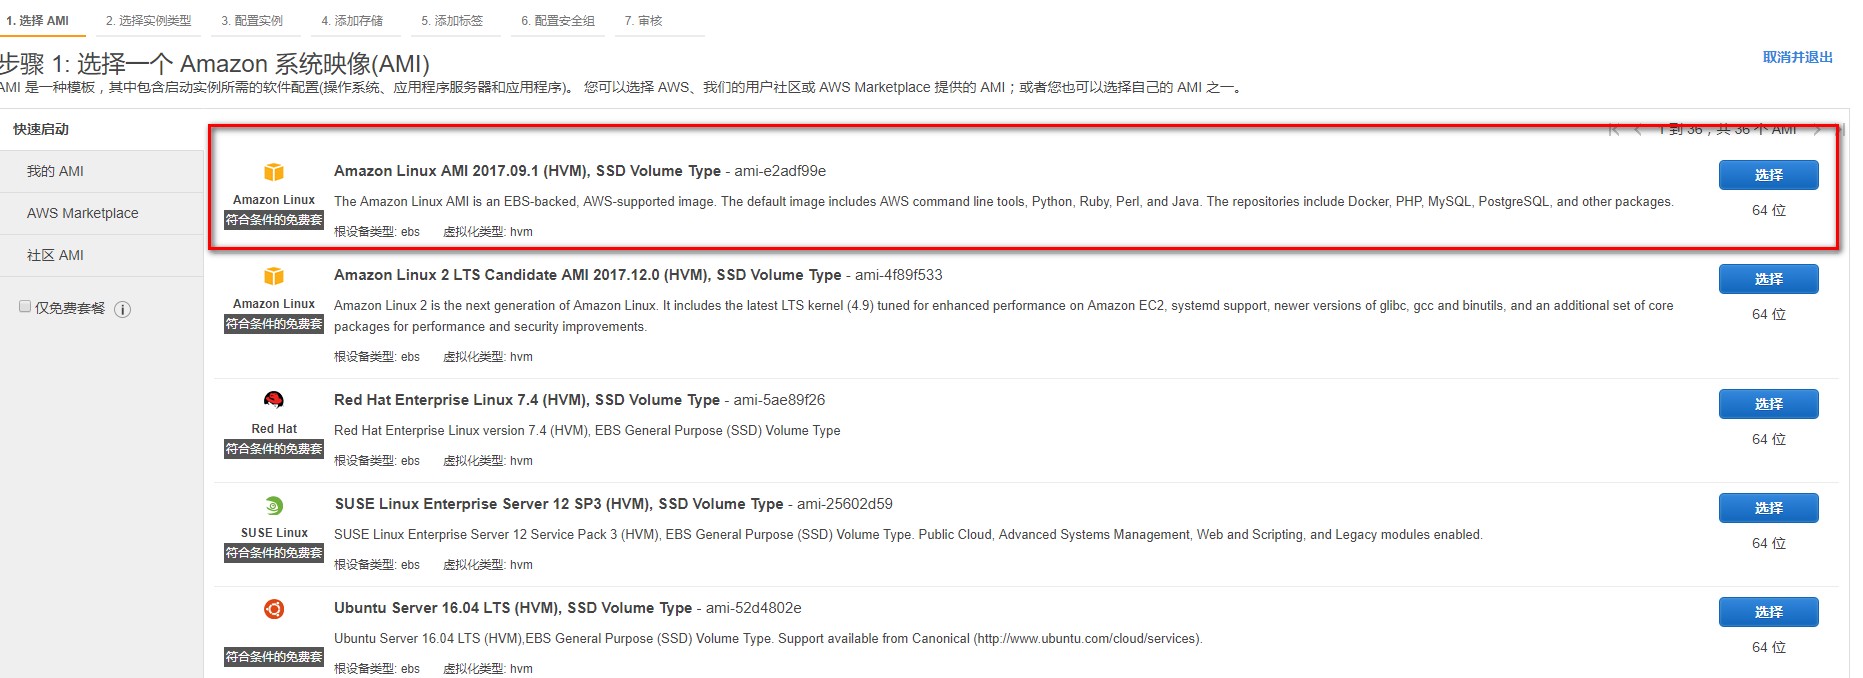 1. 选择 AMI 2. 选择实例类型 3. 配置实例 4. 添加存储 5. 添加标签 6. 配置安全组 7. 审核
步骤 1: 选择一个 Amazon 系统映像(AMI)
取消并退出
AMI 是一种模板，其中包含启动实例所需的软件配置(操作系统、应用程序服务器和应用程序)。 您可以选择 AWS、我们的用户社区或 AWS Marketplace 提供的 AMI；或者您也可以选择自己的 AMI 之一。
快速启动
我的 AMI
AWS Marketplace
社区 AMI
仅免费套餐
1 到 36，共 36 个 AMI
Amazon Linux
符合条件的免费套
Amazon Linux AMI 2017.09.1 (HVM), SSD Volume Type - ami-e2adf99e
The Amazon Linux AMI is an EBS-backed, AWS-supported image. The default image includes AWS command line tools, Python, Ruby, Perl, and Java. The repositories include Docker, PHP, MySQL, PostgreSQL, and other packages.
根设备类型: ebs 虚拟化类型: hvm
选择
64 位
Amazon Linux
符合条件的免费套
Amazon Linux 2 LTS Candidate AMI 2017.12.0 (HVM), SSD Volume Type - ami-4f89f533
Amazon Linux 2 is the next generation of Amazon Linux. It includes the latest LTS kernel (4.9) tuned for enhanced performance on Amazon EC2, systemd support, newer versions of glibc, gcc and binutils, and an additional set of core
packages for performance and security improvements.
根设备类型: ebs 虚拟化类型: hvm
选择
64 位
Red Hat
符合条件的免费套
Red Hat Enterprise Linux 7.4 (HVM), SSD Volume Type - ami-5ae89f26
Red Hat Enterprise Linux version 7.4 (HVM), EBS General Purpose (SSD) Volume Type
根设备类型: ebs 虚拟化类型: hvm
选择
64 位
SUSE Linux
符合条件的免费套
SUSE Linux Enterprise Server 12 SP3 (HVM), SSD Volume Type - ami-25602d59
SUSE Linux Enterprise Server 12 Service Pack 3 (HVM), EBS General Purpose (SSD) Volume Type. Public Cloud, Advanced Systems Management, Web and Scripting, and Legacy modules enabled.
根设备类型: ebs 虚拟化类型: hvm
选择
64 位
符合条件的免费套
Ubuntu Server 16.04 LTS (HVM), SSD Volume Type - ami-52d4802e
Ubuntu Server 16.04 LTS (HVM),EBS General Purpose (SSD) Volume Type. Support available from Canonical (http://www.ubuntu.com/cloud/services).
根设备类型: ebs 虚拟化类型: hvm
选择
64 位